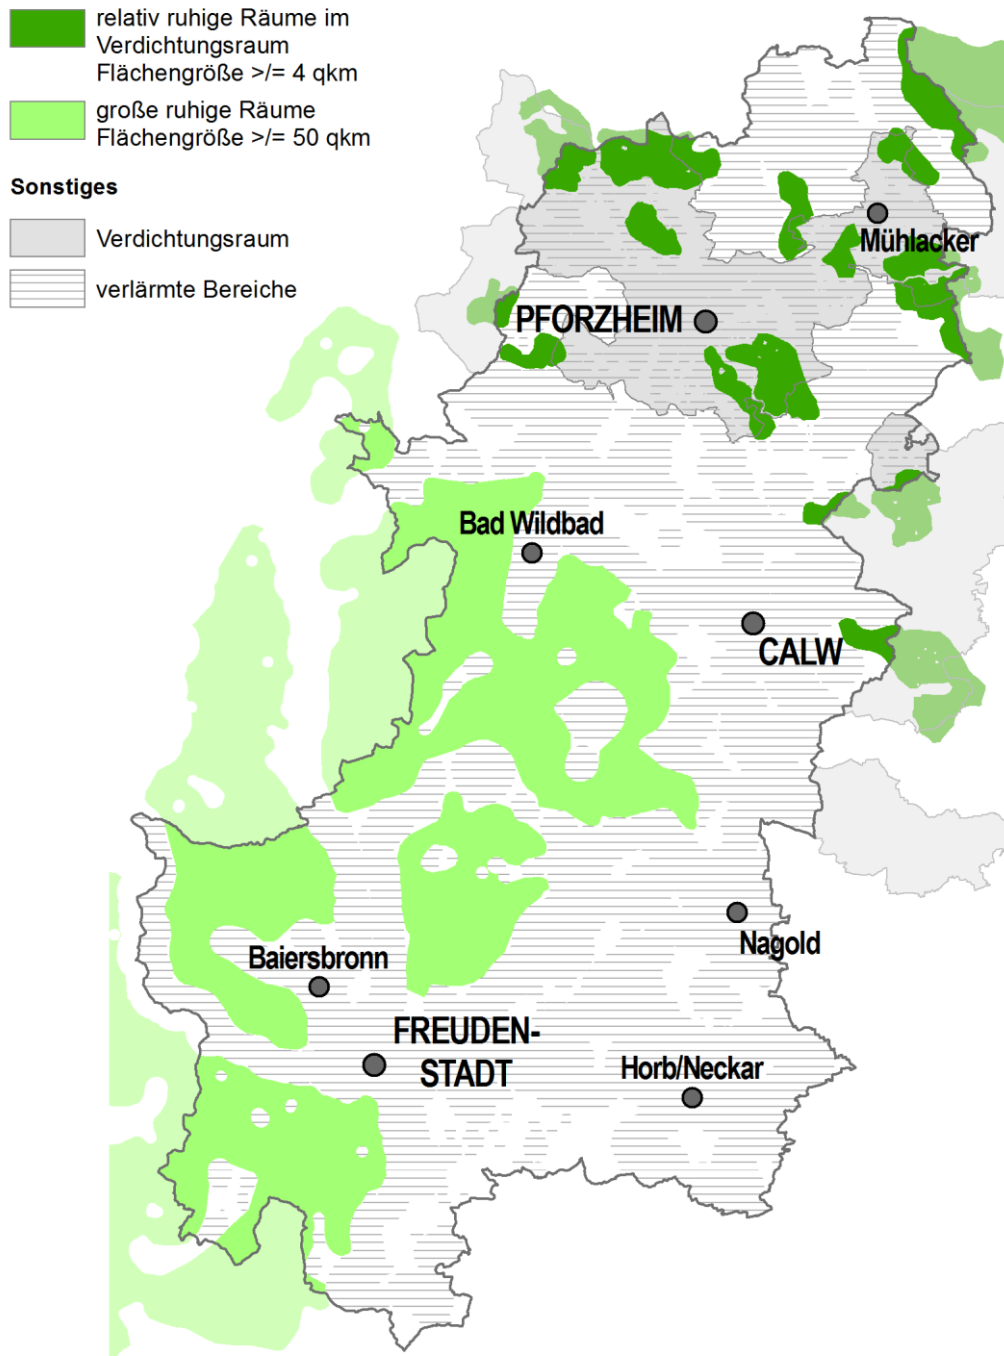 relativ ruhige Räume im
Verdichtungsraum
Flächengröße >/= 4 qkm
große ruhige Räume
Flächengröße >/= 50 qkm
Sonstiges
Verdichtungsraum
verlärmte Bereiche
Mühlacker
PFORZHEIM
Bad Wildbad
CALW
Nagold
Baiersbronn
FREUDEN-
STADT
Horb/Neckar